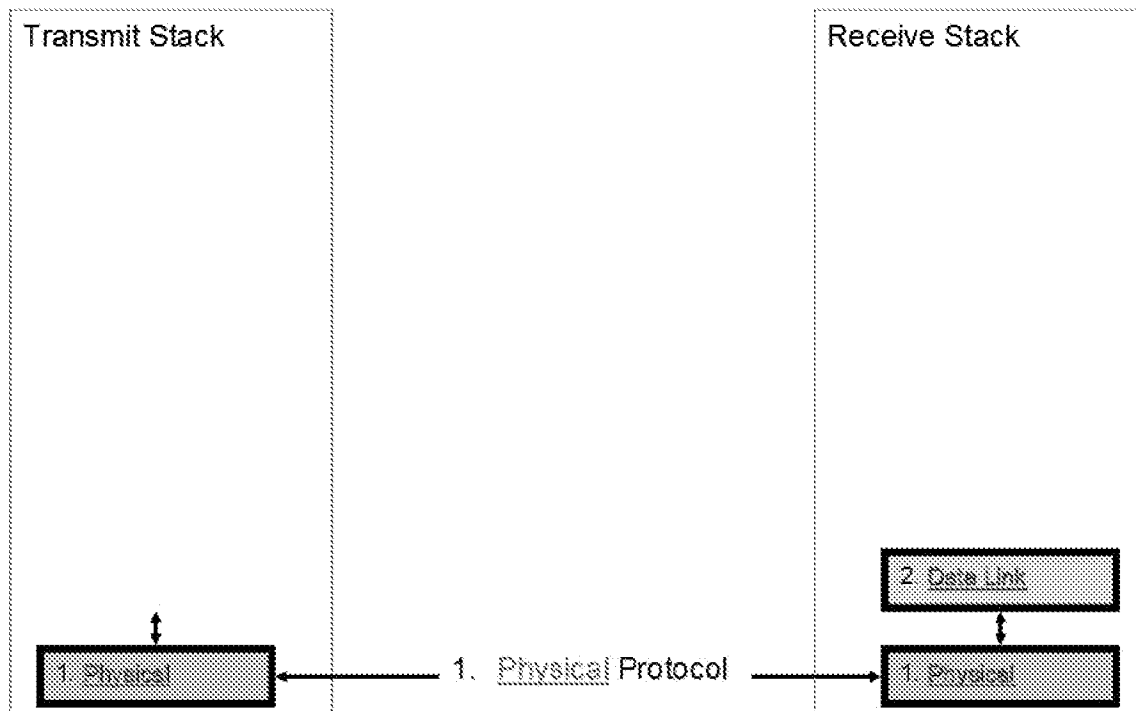 Transmit Stack
Receive Stack
2. Data Link
1. Physical
1. Physical Protocol
1. Physical